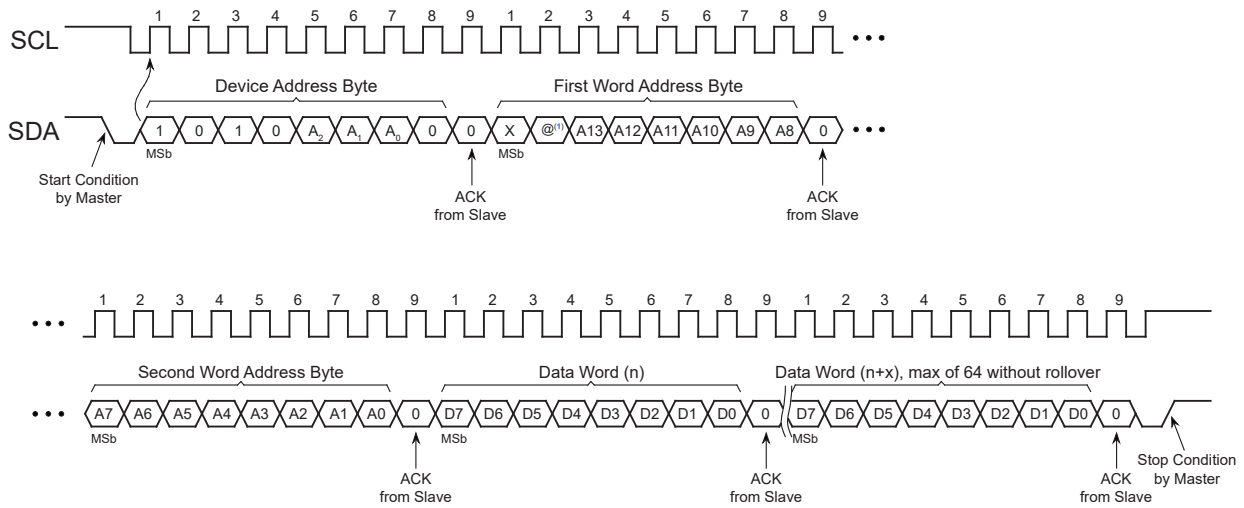 1 2 3 4 5 6 7 8 9 1 2 3 4 5 6 7 8 9
SCL
Device Address Byte First Word Address Byte
SDA 1 0 1 0 A2 A1 A0 0 0 X @(1) A13 A12 A11 A10 A9 A8 0
MSb MSb
Start Condition
by Master
ACK
from Slave
ACK
from Slave
1 2 3 4 5 6 7 8 9 1 2 3 4 5 6 7 8 9 1 2 3 4 5 6 7 8 9
Second Word Address Byte Data Word (n) Data Word (n+x), max of 64 without rollover
A7 A6 A5 A4 A3 A2 A1 A0 0 D7 D6 D5 D4 D3 D2 D1 D0 0 D7 D6 D5 D4 D3 D2 D1 D0 0
MSb MSb MSb
ACK
from Slave
ACK
from Slave
ACK
from Slave
Stop Condition
by Master